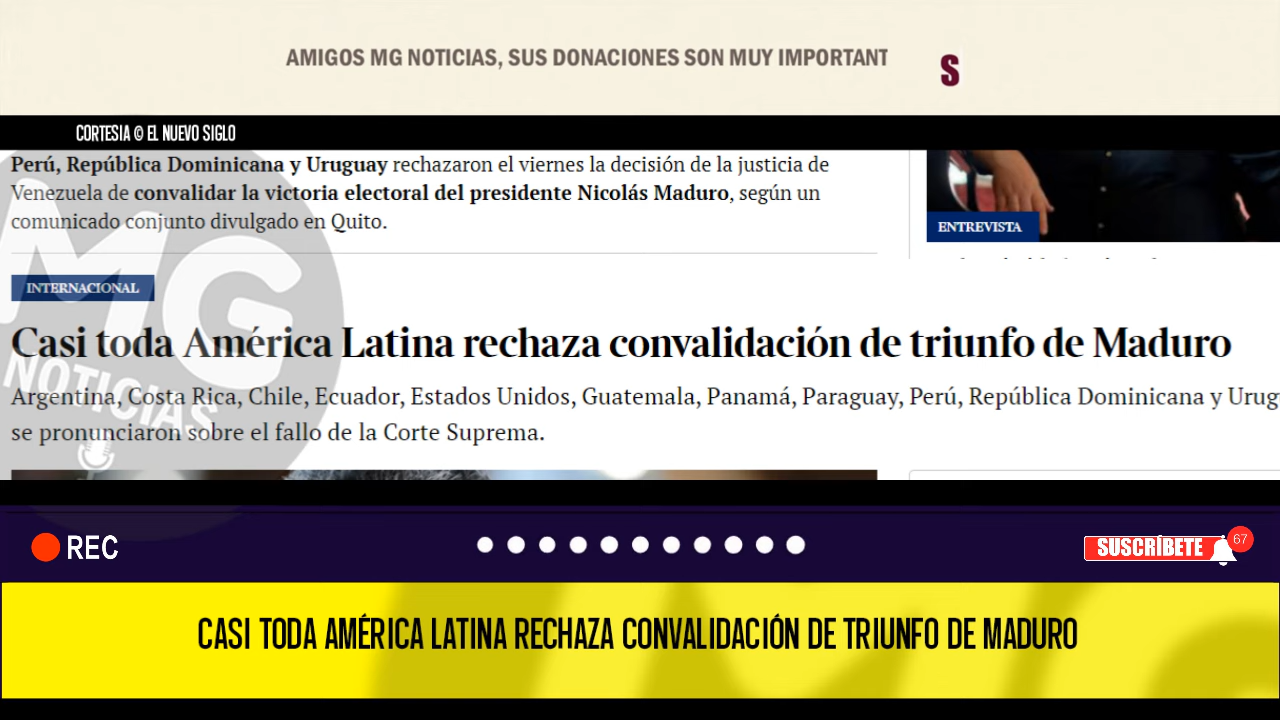 AMIGOS MG NOTICIAS, SUS DONACIONES SON MUY IMPORTANT S
CORTESIA © EL NUEVO SIGLO
Perú, República Dominicana y Uruguay rechazaron el viernes la decisión de la justicia de
Venezuela de convalidar la victoria electoral del presidente Nicolás Maduro, según un
comunicado conjunto divulgado en Quito.
ENTREVISTA
INTERNACIONAL
Casi toda América Latina rechaza convalidación de triunfo de Maduro
Argentina, Costa Rica, Chile, Ecuador, Estados Unidos, Guatemala, Panamá, Paraguay, Perú, República Dominicana y Urug
se pronunciaron sobre el fallo de la Corte Suprema.
MG
NOTICIAS
REC
SUSCRÍBETE
67
CASI TODA AMÉRICA LATINA RECHAZA CONVALIDACIÓN DE TRIUNFO DE MADURO